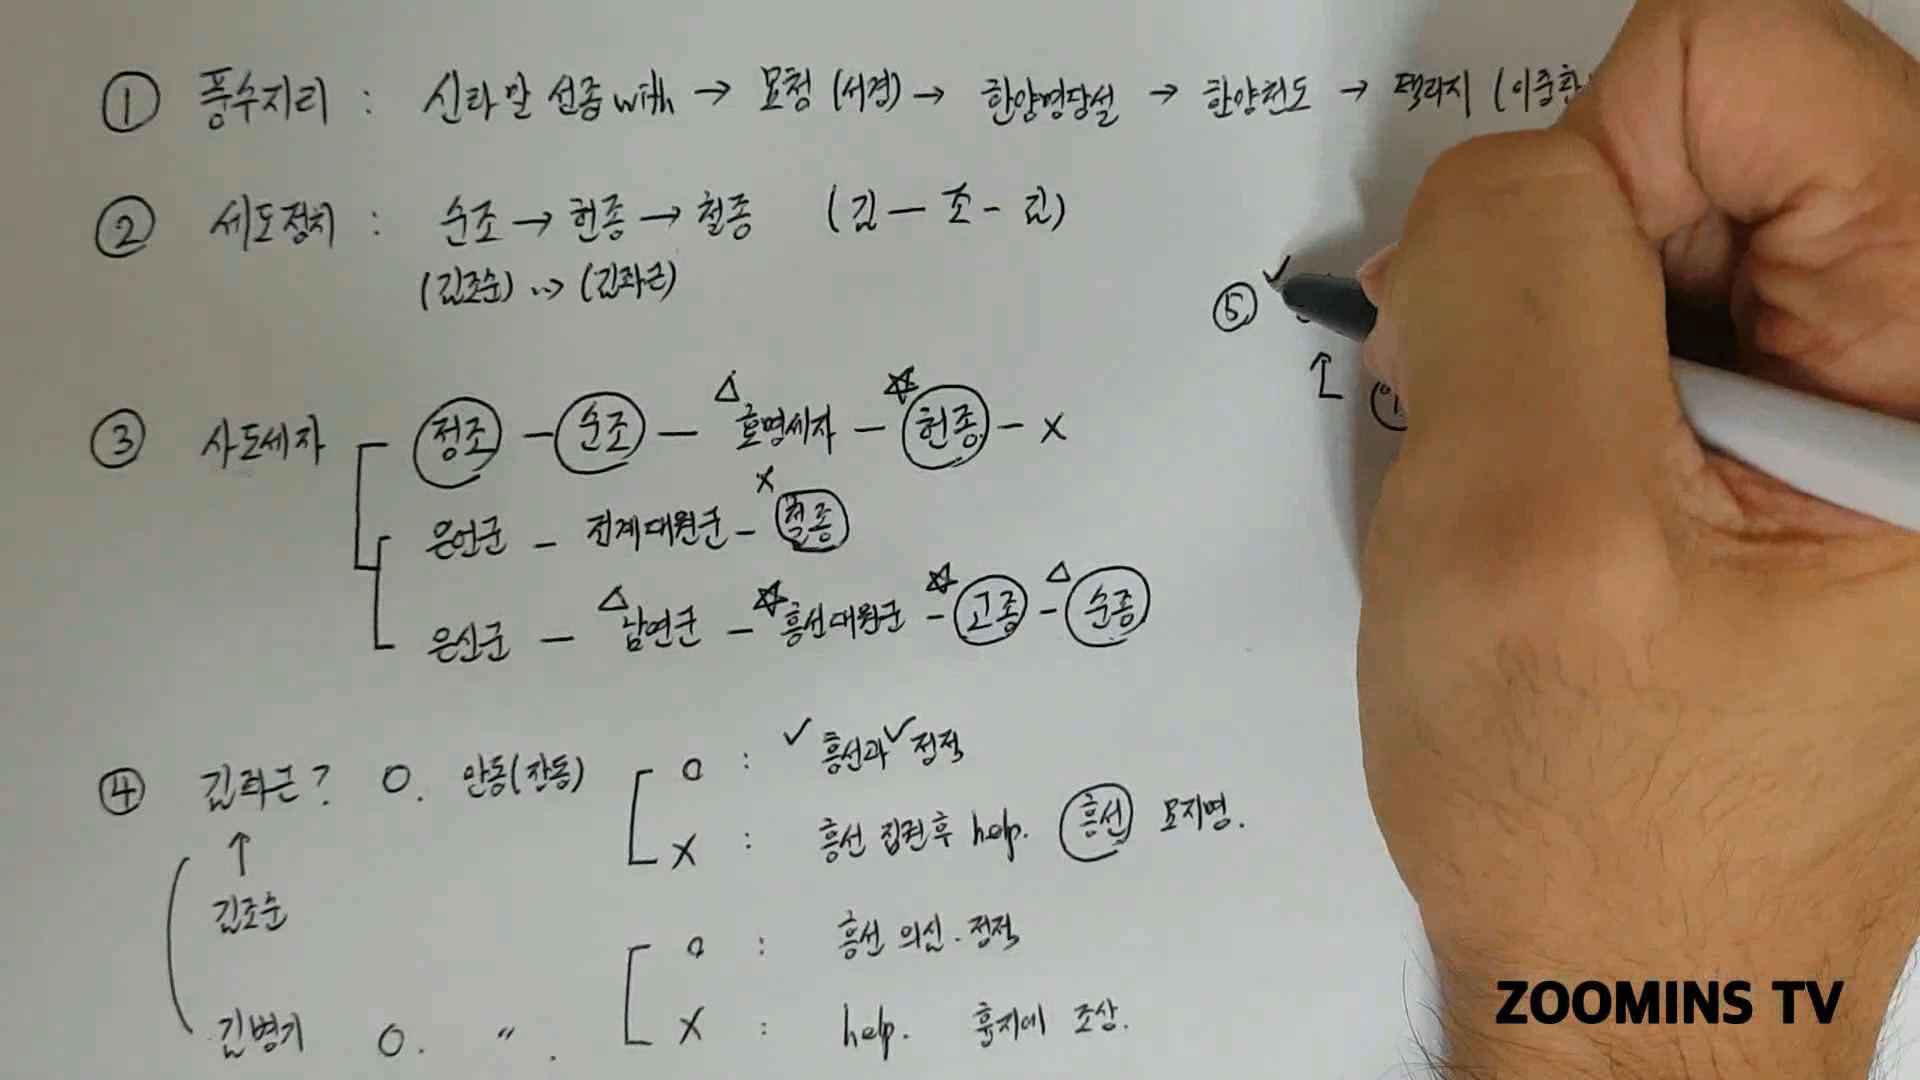 ① 풍수지리 : 신라말 선종 with → 묘청 (서경) → 한양명당설 → 한양천도 → 택리지 (이중환
② 세도정치 : 순조 → 헌종 → 철종 (김 - 조 - 김)
(김조순) ··> (김좌근)
⑤
③ 사도세자 정조 - 순조 - 효명세자 - 헌종 - X
은언군 - 전계대원군 - 철종
은신군 - 남연군 - 흥선대원군 - 고종 - 순종
④ 김좌근? O. 안동(장동) O : 흥선과 정적
X : 흥선 집권후 help. 흥선 묘지명.
김조순
O : 흥선 의심. 정적
김병기 O. 〃. X : help. 훗에 조상.
ZOOMINS TV